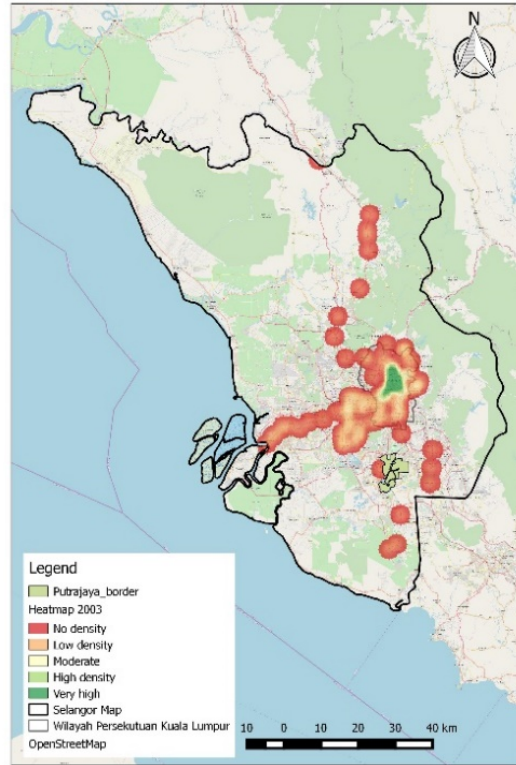 N
Legend
Putrajaya_border
Heatmap 2003
No density
Low density
Moderate
High density
Very high
Selangor Map
Wilayah Persekutuan Kuala Lumpur
OpenStreetMap
10 0 10 20 30 40 km